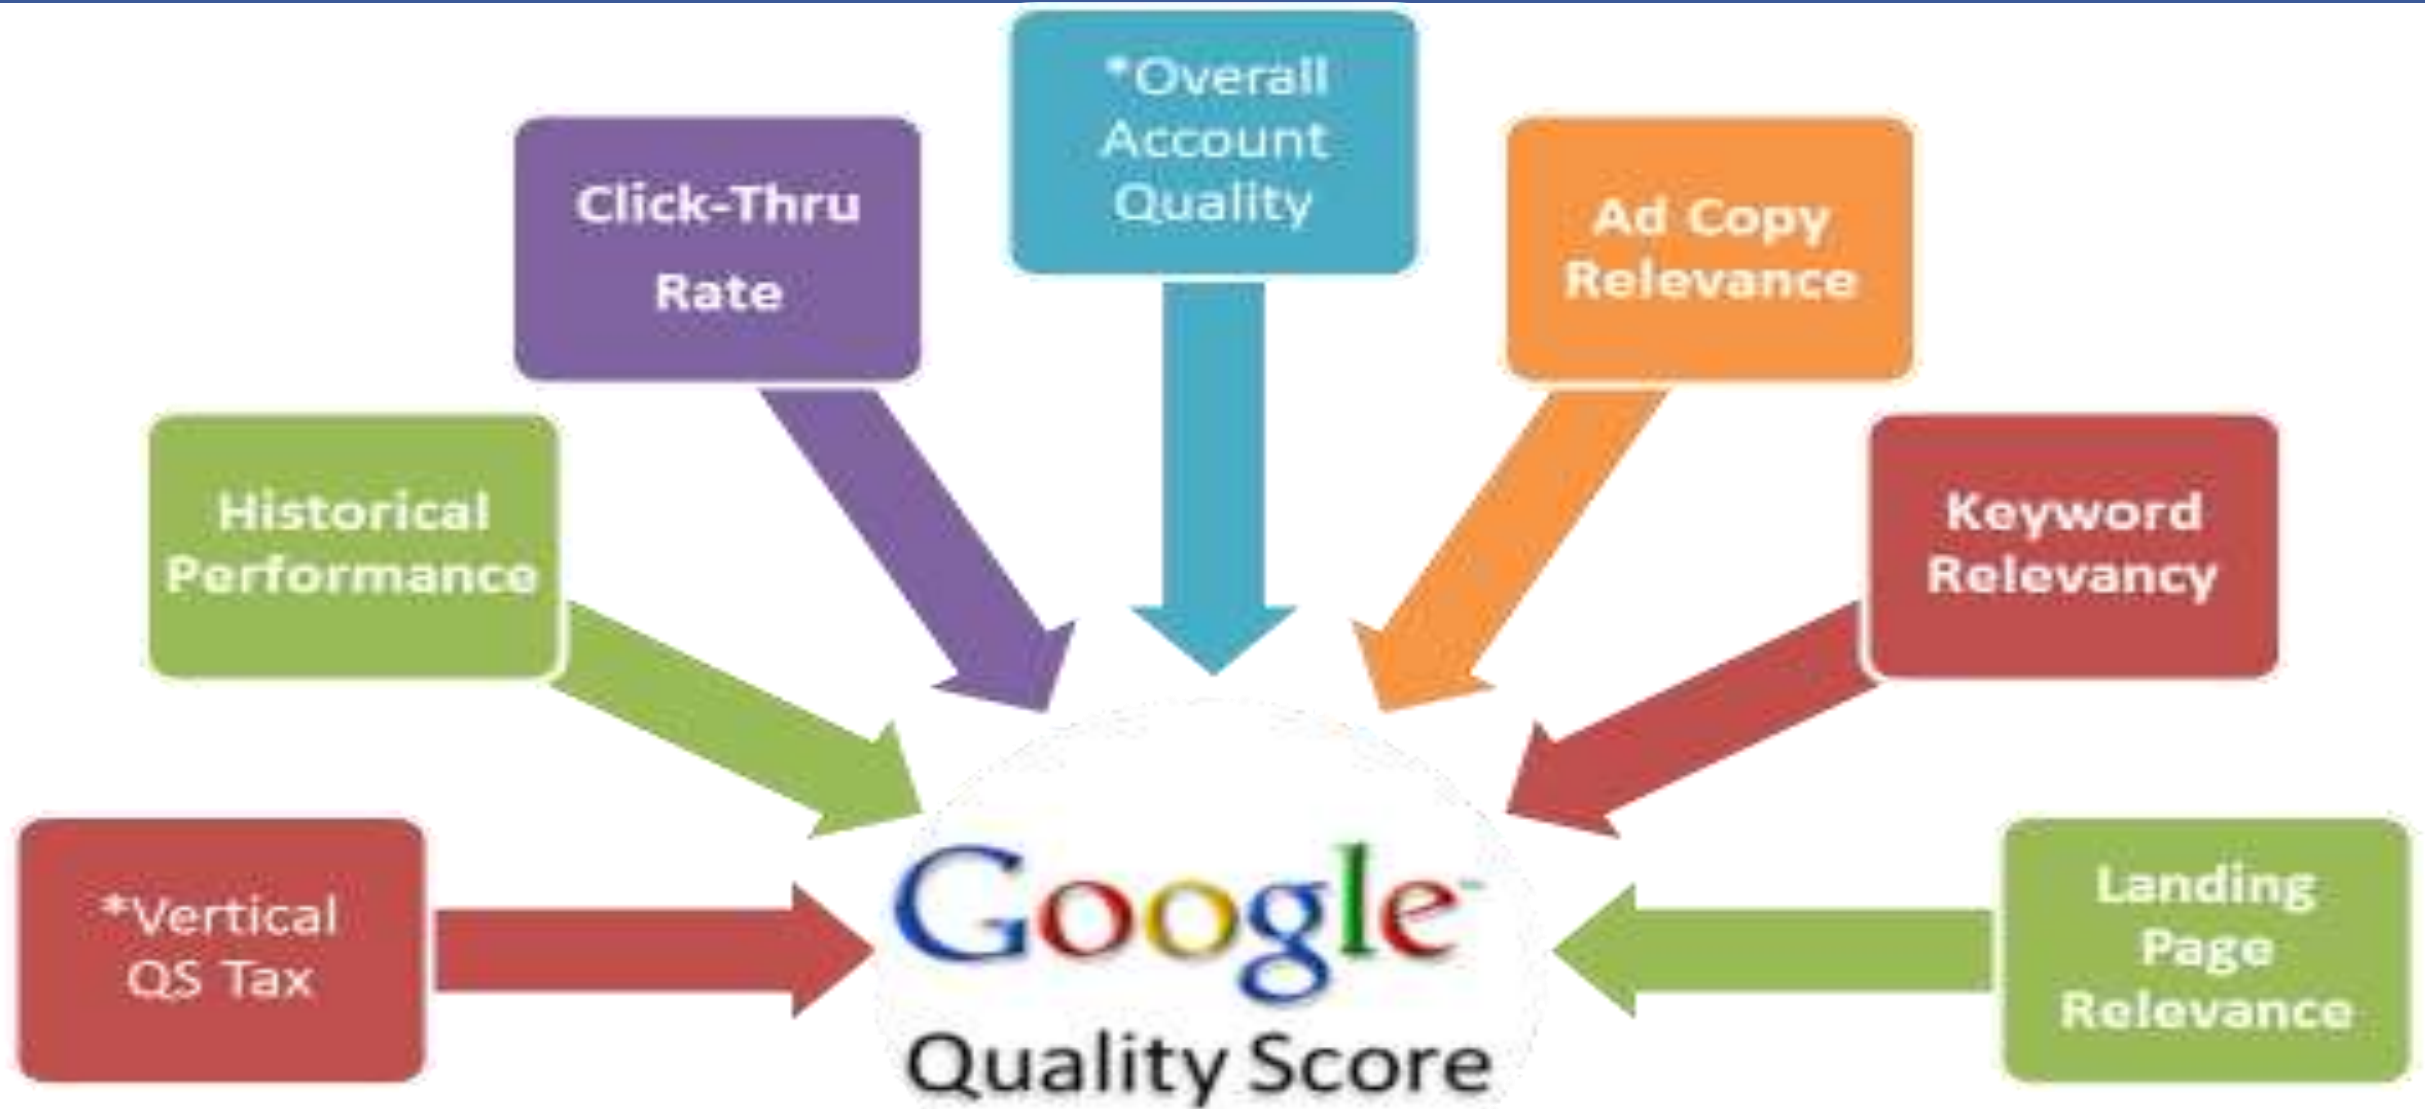 *Overall
Account
Quality
Click-Thru
Rate
Ad Copy
Relevance
Historical
Performance
Keyword
Relevancy
*Vertical
QS Tax
Landing
Page
Relevance
Google
Quality Score